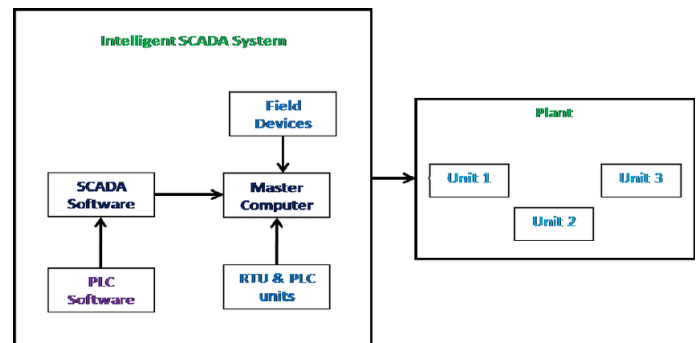 Intelligent SCADA System
Field
Devices
SCADA
Software
Master
Computer
PLC
Software
RTU & PLC
units
Plant
Unit 1
Unit 3
Unit 2